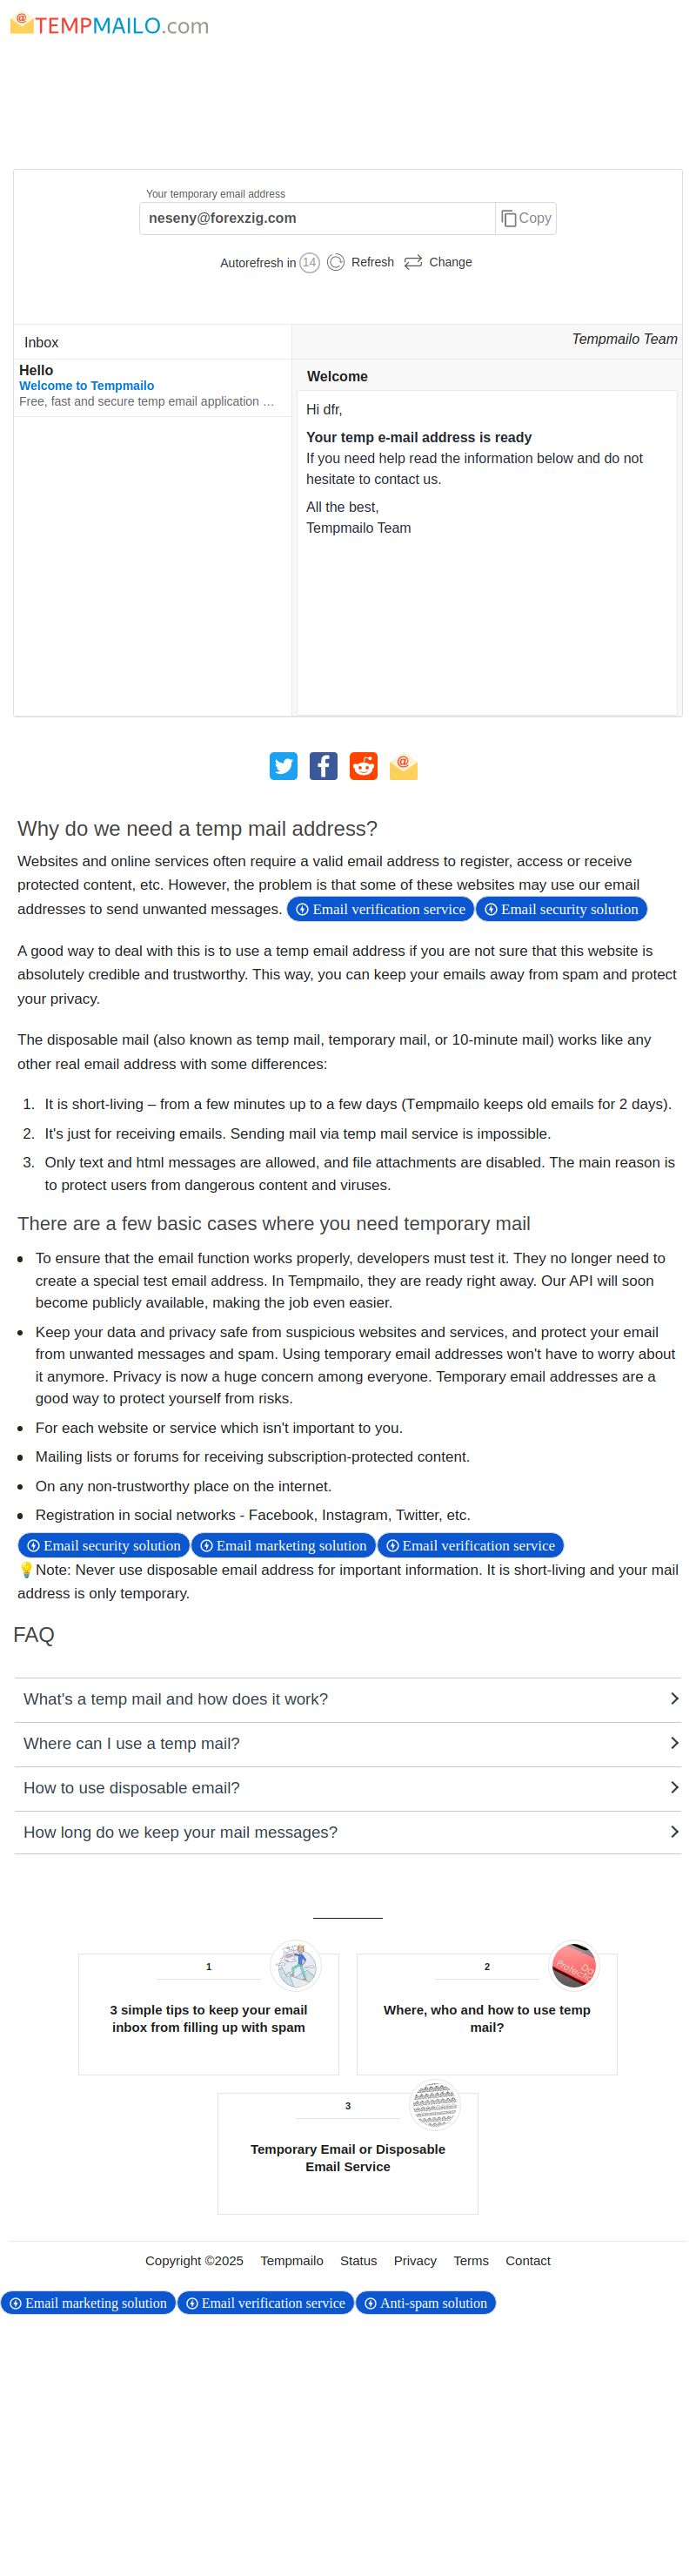 TEMPMAILO.com
Your temporary email address
neseny@forexzig.com
Copy
Autorefresh in 14 Refresh Change
Inbox
Tempmailo Team
Hello
Welcome to Tempmailo
Free, fast and secure temp email application …
Welcome
Hi dfr,
Your temp e-mail address is ready
If you need help read the information below and do not
hesitate to contact us.
All the best,
Tempmailo Team
Why do we need a temp mail address?
Websites and online services often require a valid email address to register, access or receive
protected content, etc. However, the problem is that some of these websites may use our email
addresses to send unwanted messages. Email verification service Email security solution
A good way to deal with this is to use a temp email address if you are not sure that this website is
absolutely credible and trustworthy. This way, you can keep your emails away from spam and protect
your privacy.
The disposable mail (also known as temp mail, temporary mail, or 10-minute mail) works like any
other real email address with some differences:
1. It is short-living – from a few minutes up to a few days (Tempmailo keeps old emails for 2 days).
2. It's just for receiving emails. Sending mail via temp mail service is impossible.
3. Only text and html messages are allowed, and file attachments are disabled. The main reason is
to protect users from dangerous content and viruses.
There are a few basic cases where you need temporary mail
• To ensure that the email function works properly, developers must test it. They no longer need to
create a special test email address. In Tempmailo, they are ready right away. Our API will soon
become publicly available, making the job even easier.
• Keep your data and privacy safe from suspicious websites and services, and protect your email
from unwanted messages and spam. Using temporary email addresses won't have to worry about
it anymore. Privacy is now a huge concern among everyone. Temporary email addresses are a
good way to protect yourself from risks.
• For each website or service which isn't important to you.
• Mailing lists or forums for receiving subscription-protected content.
• On any non-trustworthy place on the internet.
• Registration in social networks - Facebook, Instagram, Twitter, etc.
Email security solution Email marketing solution Email verification service
💡Note: Never use disposable email address for important information. It is short-living and your mail
address is only temporary.
FAQ
What's a temp mail and how does it work?
Where can I use a temp mail?
How to use disposable email?
How long do we keep your mail messages?
1
3 simple tips to keep your email
inbox from filling up with spam
2
Where, who and how to use temp
mail?
3
Temporary Email or Disposable
Email Service
Copyright ©2025 Tempmailo Status Privacy Terms Contact
Email marketing solution Email verification service Anti-spam solution